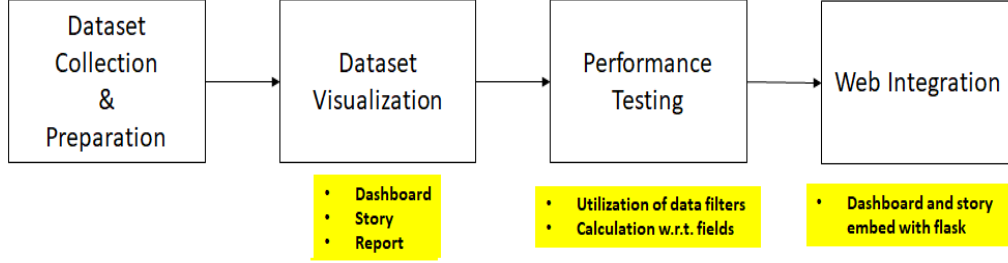 Dataset
Collection
&
Preparation
Dataset
Visualization
Performance
Testing
Web Integration
• Dashboard
• Story
• Report
• Utilization of data filters
• Calculation w.r.t. fields
• Dashboard and story
embed with flask